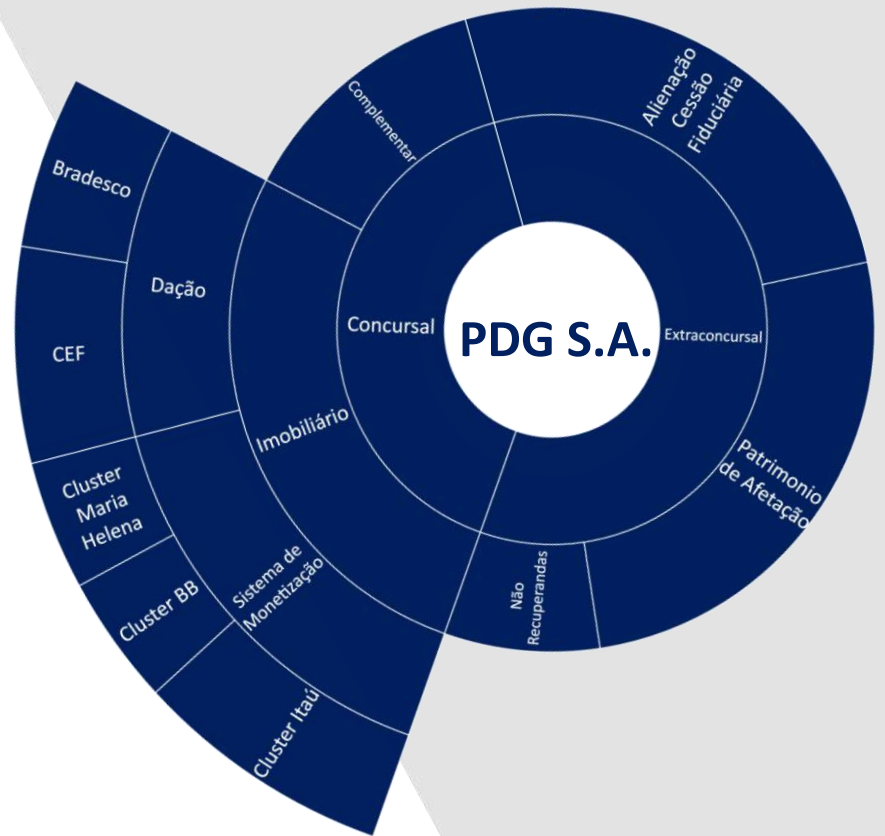 Alienação
Cessão
Fiduciária
Complementar
Bradesco
Dação
Concursal
PDG S.A.
Extraconcursal
CEF
Imobiliário
Patrimonio
de Afetação
Cluster
Maria
Helena
Sistema de
Monetização
Não
Recuperandas
Cluster BB
Cluster Itaú